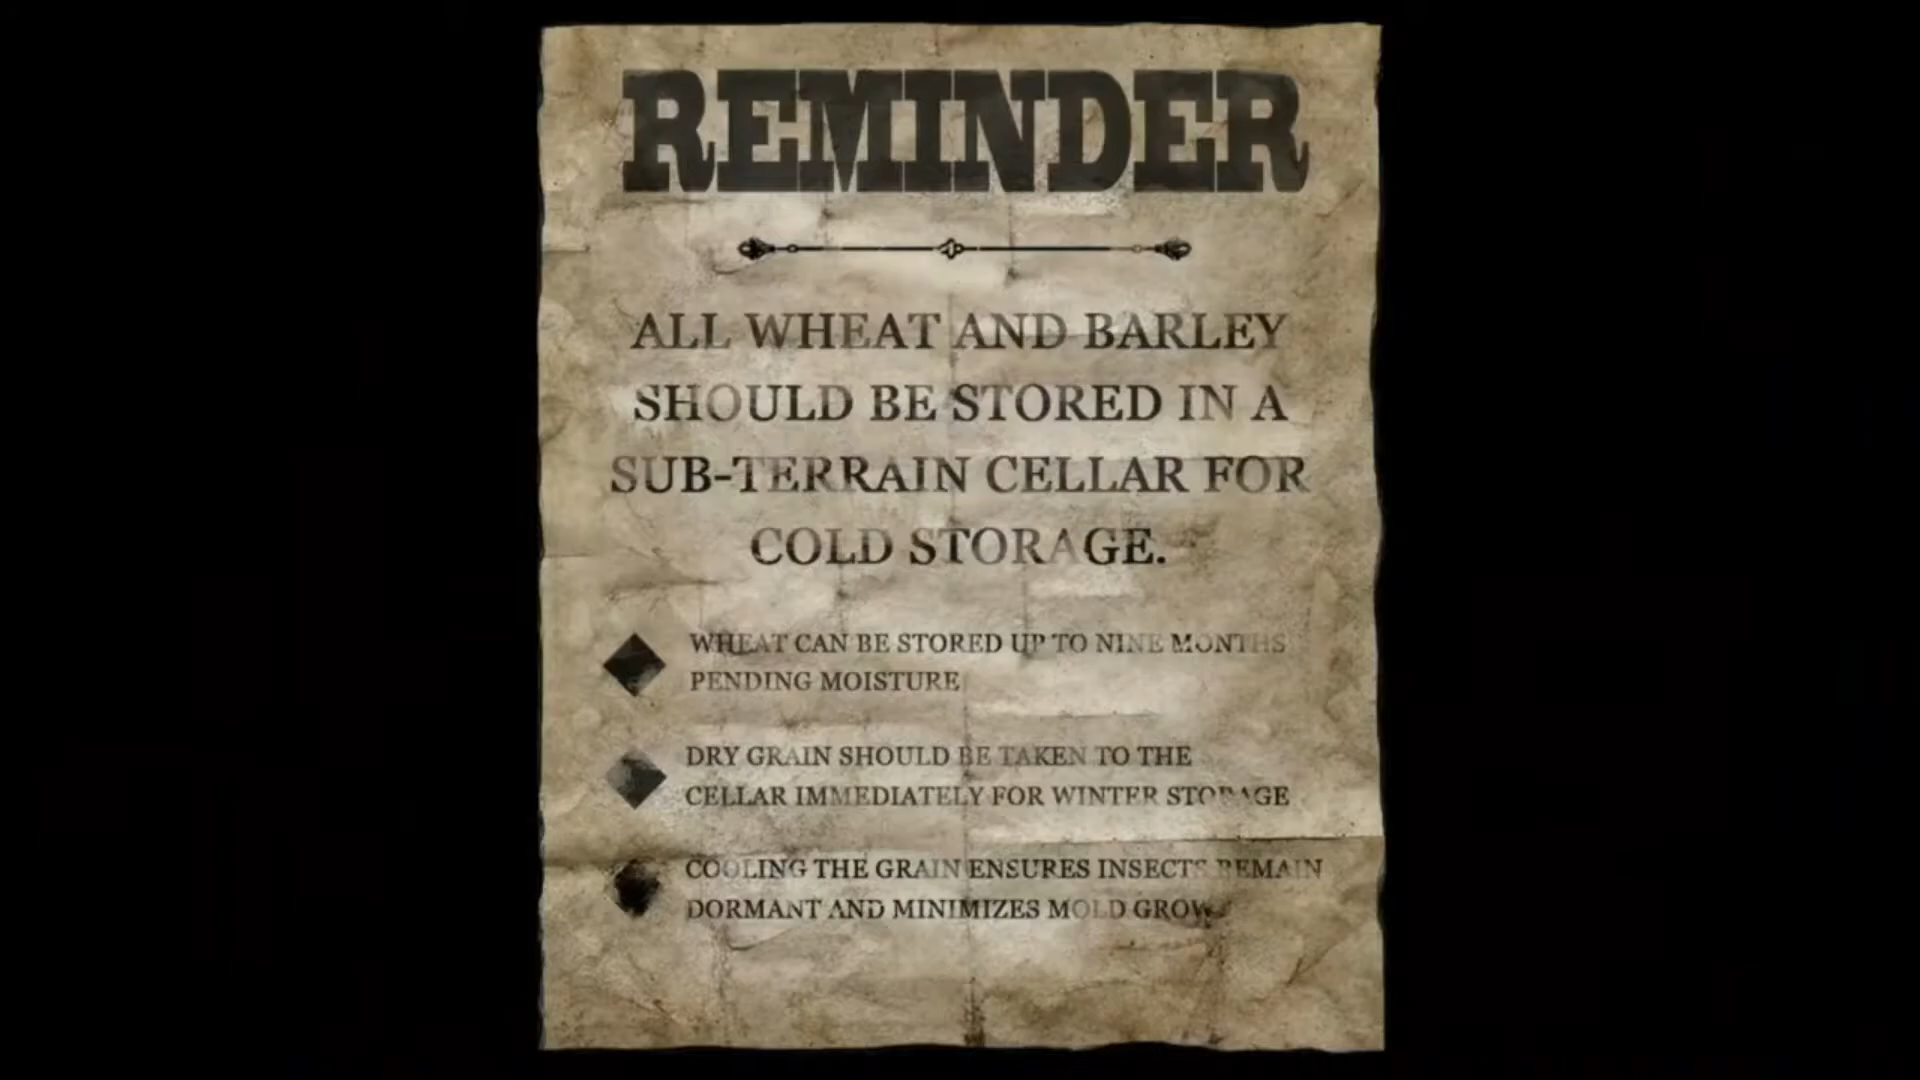 REMINDER
ALL WHEAT AND BARLEY
SHOULD BE STORED IN A
SUB-TERRAIN CELLAR FOR
COLD STORAGE.
WHEAT CAN BE STORED UP TO NINE MONTHS
PENDING MOISTURE
DRY GRAIN SHOULD BE TAKEN TO THE
CELLAR IMMEDIATELY FOR WINTER STORAGE
COOLING THE GRAIN ENSURES INSECTS REMAIN
DORMANT AND MINIMIZES MOLD